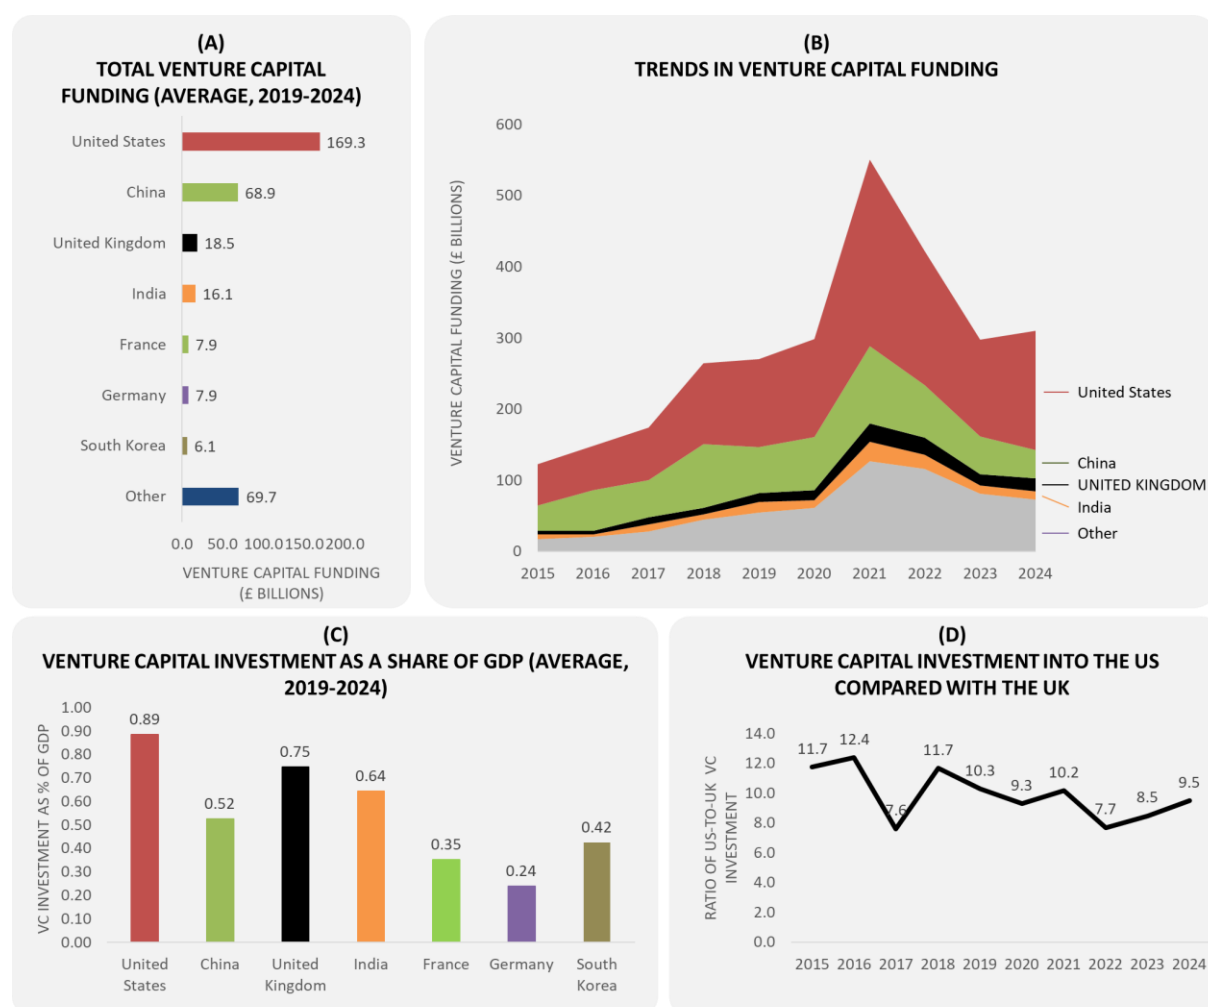 (A)
TOTAL VENTURE CAPITAL
FUNDING (AVERAGE, 2019-2024)
United States 169.3
China 68.9
United Kingdom 18.5
India 16.1
France 7.9
Germany 7.9
South Korea 6.1
Other 69.7
0.0 50.0 100.0 150.0 200.0
VENTURE CAPITAL FUNDING
(£ BILLIONS)
(B)
TRENDS IN VENTURE CAPITAL FUNDING
VENTURE CAPITAL FUNDING (£ BILLIONS)
600
500
400
300
200
100
0
2015 2016 2017 2018 2019 2020 2021 2022 2023 2024
United States
China
UNITED KINGDOM
India
Other
(C)
VENTURE CAPITAL INVESTMENT AS A SHARE OF GDP (AVERAGE,
2019-2024)
VC INVESTMENT AS % OF GDP
1.00
0.90
0.80
0.70
0.60
0.50
0.40
0.30
0.20
0.10
0.00
0.89 0.52 0.75 0.64 0.35 0.24 0.42
United China United India France Germany South
States Kingdom Korea
(D)
VENTURE CAPITAL INVESTMENT INTO THE US
COMPARED WITH THE UK
RATIO OF US-TO-UK VC
INVESTMENT
14.0
12.0
10.0
8.0
6.0
4.0
2.0
0.0
11.7 12.4 7.6 11.7 10.3 9.3 10.2 7.7 8.5 9.5
2015 2016 2017 2018 2019 2020 2021 2022 2023 2024